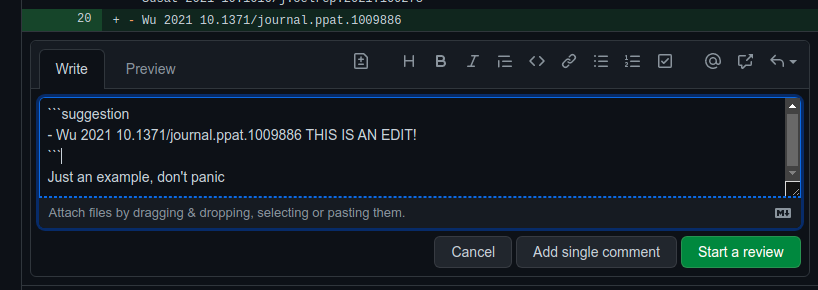 20 + - Wu 2021 10.1371/journal.ppat.1009886
Write Preview
```suggestion
- Wu 2021 10.1371/journal.ppat.1009886 THIS IS AN EDIT!
```
Just an example, don't panic
Attach files by dragging & dropping, selecting or pasting them.
Cancel Add single comment Start a review